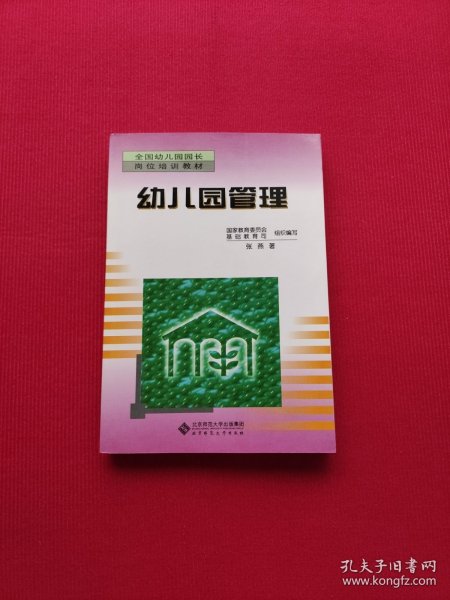 全国幼儿园园长
岗位培训教材
幼儿园管理
国家教育委员会
基础教育司 组织编写
张燕 著
北京师范大学出版集团
北京师范大学出版社
孔夫子旧书网
www.kongfz.com